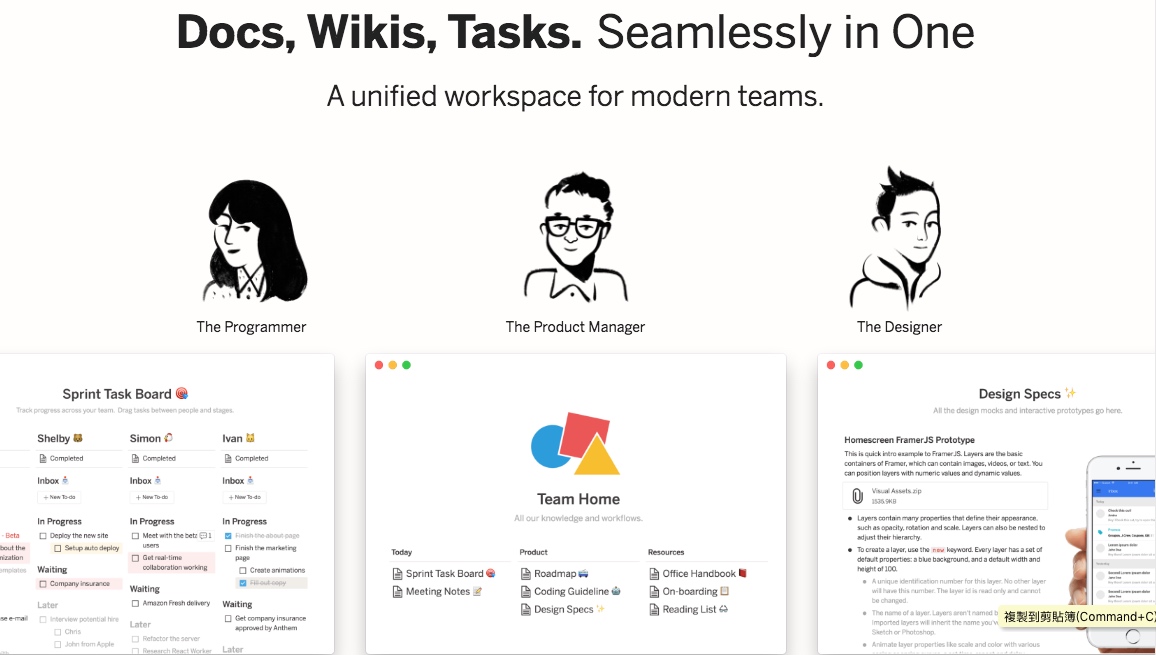 Docs, Wikis, Tasks. Seamlessly in One
A unified workspace for modern teams.
The Programmer
The Product Manager
The Designer
Sprint Task Board
Track progress across your team. Drag tasks between people and stages.
Shelby
Completed
Inbox
+ New To-do
In Progress
Deploy the new site
Setup auto deploy
Waiting
Company insurance
Later
Interview potential hire
Chris
John from Apple
Simon
Completed
Inbox
+ New To-do
In Progress
Meet with the beta 1
users
Get real-time
collaboration working
Waiting
Amazon Fresh delivery
Later
Refactor the server
Research React Worker
Ivan
Completed
Inbox
+ New To-do
In Progress
Finish the about page
Finish the marketing
page
Create animations
Fill out copy
Waiting
Get company insurance
approved by Anthem
Later
- Beta
Team Home
All our knowledge and workflows.
Today
Sprint Task Board
Meeting Notes
Product
Roadmap
Coding Guideline
Design Specs
Resources
Office Handbook
On-boarding
Reading List
Design Specs
All the design mocks and interactive prototypes go here.
Homescreen FramerJS Prototype
This is quick intro example to FramerJS. Layers are the basic
containers of Framer, which can contain images, videos, or text. You
can position layers with numeric values and dynamic values.
Visual Assets.zip
1535.9KB
Layers contain many properties that define their appearance,
such as opacity, rotation and scale. Layers can also be nested to
adjust their hierarchy.
To create a layer, use the new keyword. Every layer has a set of
default properties: a blue background, and a default width and
height of 100.
A unique identification number for this layer. No other layer
will have this number. The layer id is read only and cannot
be changed.
The name of a layer. Layers aren't named b
Imported layers will inherit the name you'v
Sketch or Photoshop.
Animate layer properties like scale and color with various
複製到剪貼簿(Command+C)